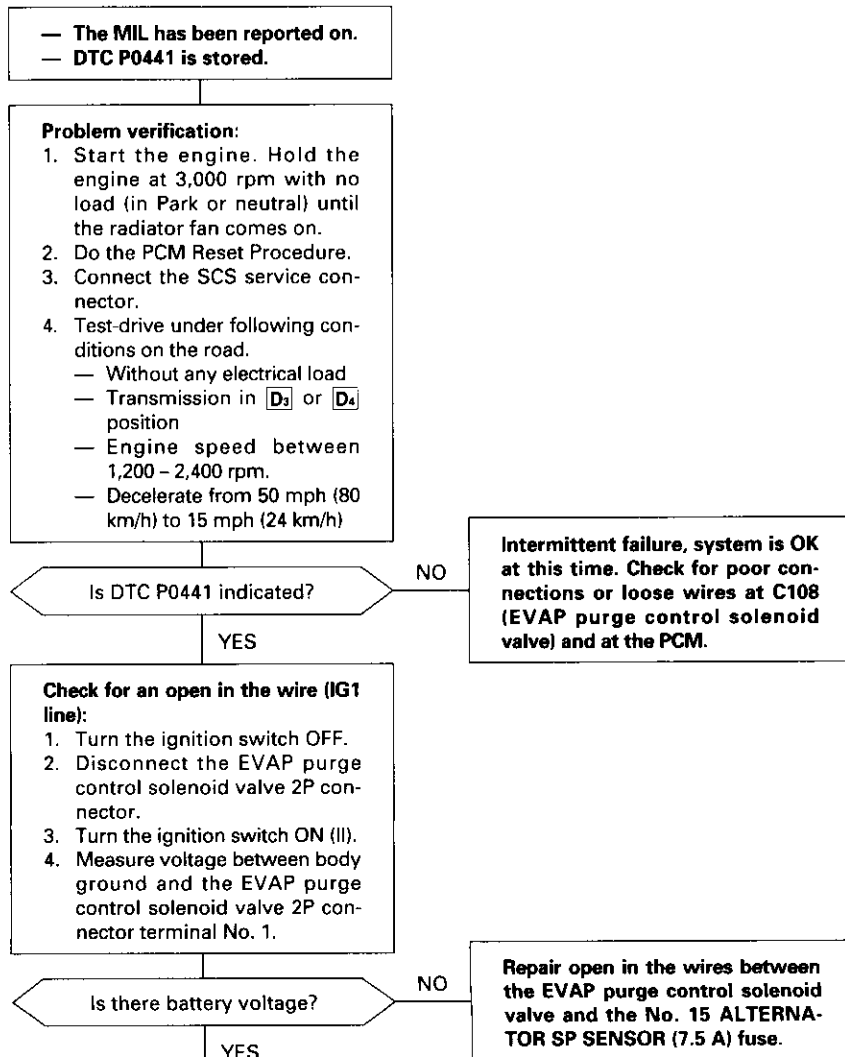 — The MIL has been reported on.
— DTC P0441 is stored.
Problem verification:
1. Start the engine. Hold the
engine at 3,000 rpm with no
load (in Park or neutral) until
the radiator fan comes on.
2. Do the PCM Reset Procedure.
3. Connect the SCS service con-
nector.
4. Test-drive under following con-
ditions on the road.
— Without any electrical load
— Transmission in D3 or D4
position
— Engine speed between
1,200 – 2,400 rpm.
— Decelerate from 50 mph (80
km/h) to 15 mph (24 km/h)
Is DTC P0441 indicated?
NO
Intermittent failure, system is OK
at this time. Check for poor con-
nections or loose wires at C108
(EVAP purge control solenoid
valve) and at the PCM.
YES
Check for an open in the wire (IG1
line):
1. Turn the ignition switch OFF.
2. Disconnect the EVAP purge
control solenoid valve 2P con-
nector.
3. Turn the ignition switch ON (II).
4. Measure voltage between body
ground and the EVAP purge
control solenoid valve 2P con-
nector terminal No. 1.
Is there battery voltage?
NO
Repair open in the wires between
the EVAP purge control solenoid
valve and the No. 15 ALTERNA-
TOR SP SENSOR (7.5 A) fuse.
YES